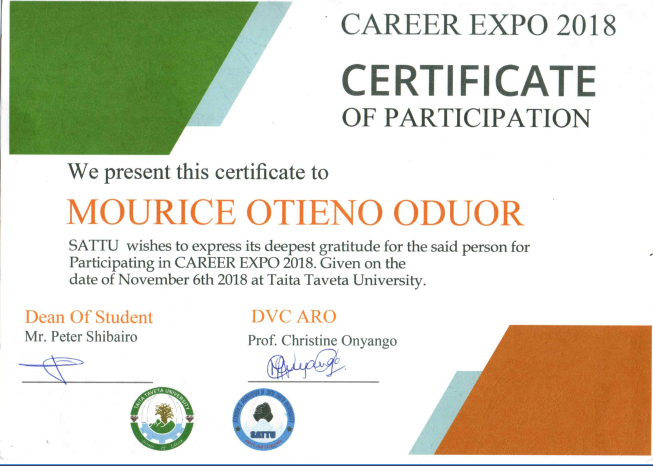 CAREER EXPO 2018
CERTIFICATE
OF PARTICIPATION
We present this certificate to
MOURICE OTIENO ODUOR
SATTU wishes to express its deepest gratitude for the said person for
Participating in CAREER EXPO 2018. Given on the
date of November 6th 2018 at Taita Taveta University.
Dean Of Student
Mr. Peter Shibairo
DVC ARO
Prof. Christine Onyango
TAITA TAVETA UNIVERSITY
SATTU